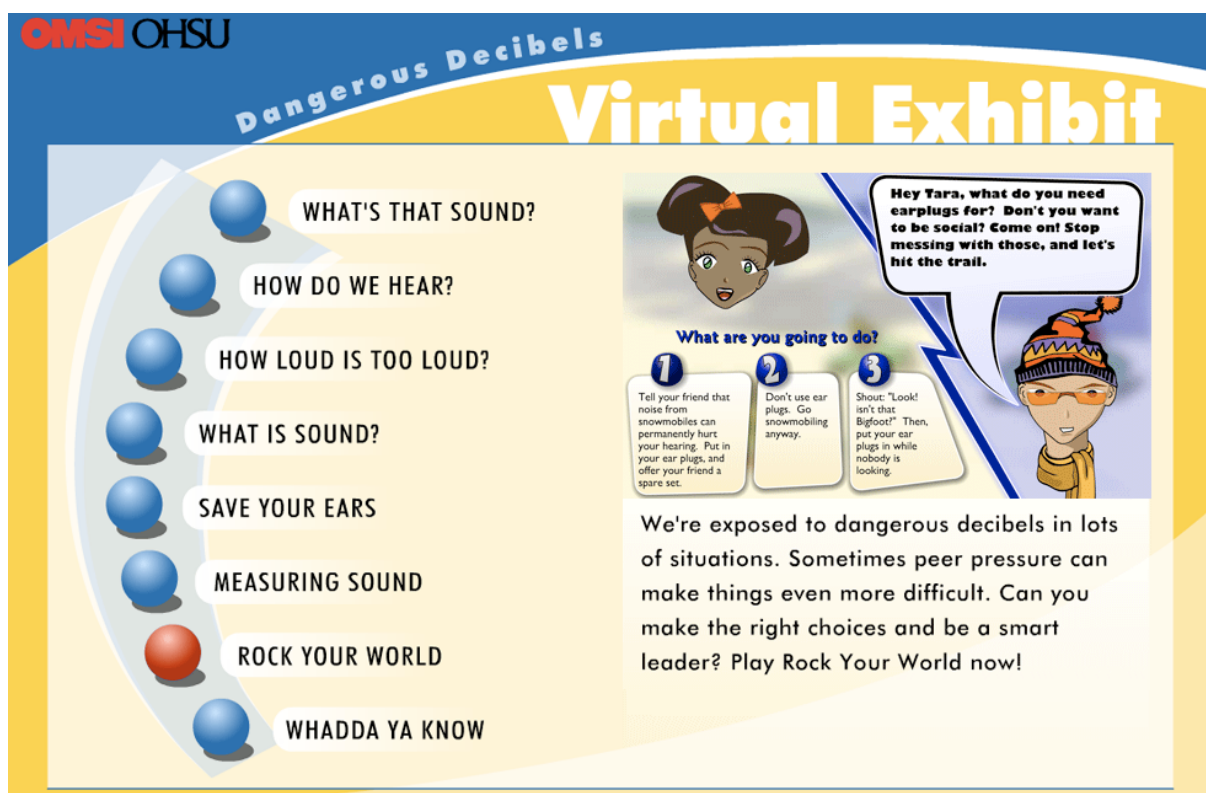 OMSI OHSU
Dangerous Decibels
Virtual Exhibit
WHAT'S THAT SOUND?
HOW DO WE HEAR?
HOW LOUD IS TOO LOUD?
WHAT IS SOUND?
SAVE YOUR EARS
MEASURING SOUND
ROCK YOUR WORLD
WHADDA YA KNOW
Hey Tara, what do you need
earplugs for? Don't you want
to be social? Come on! Stop
messing with those, and let's
hit the trail.
What are you going to do?
1
Tell your friend that
noise from
snowmobiles can
permanently hurt
your hearing. Put in
your ear plugs, and
offer your friend a
spare set.
2
Don't use ear
plugs. Go
snowmobiling
anyway.
3
Shout: "Look!
isn't that
Bigfoot?" Then,
put your ear
plugs in while
nobody is
looking.
We're exposed to dangerous decibels in lots
of situations. Sometimes peer pressure can
make things even more difficult. Can you
make the right choices and be a smart
leader? Play Rock Your World now!